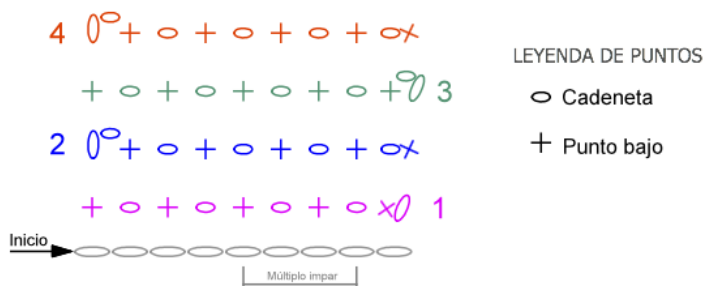 4
LEYENDA DE PUNTOS
3
Cadeneta
2
Punto bajo
1
Inicio
Múltiplo impar